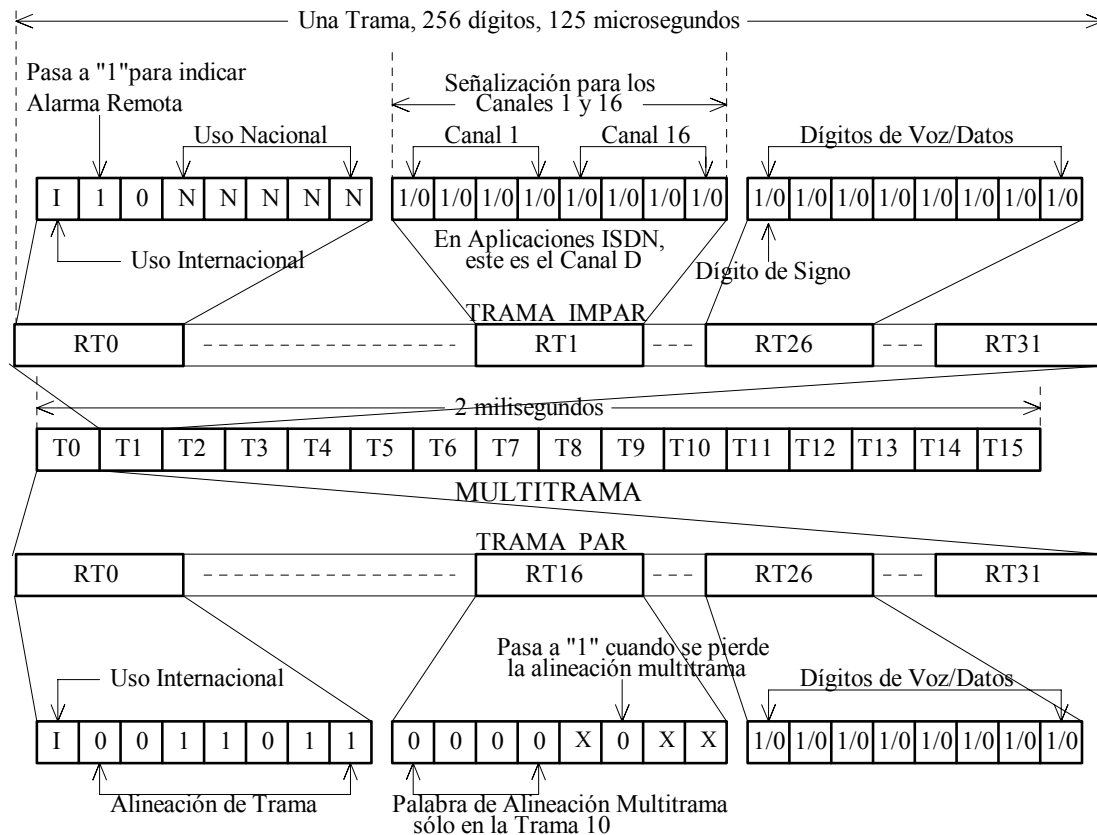 Una Trama, 256 dígitos, 125 microsegundos
Pasa a "1"para indicar
Alarma Remota
Señalización para los
Canales 1 y 16
Uso Nacional
Canal 1
Canal 16
Dígitos de Voz/Datos
I 1 0 N N N N N
1/0 1/0 1/0 1/0 1/0 1/0 1/0 1/0
1/0 1/0 1/0 1/0 1/0 1/0 1/0 1/0
Uso Internacional
En Aplicaciones ISDN,
este es el Canal D
Dígito de Signo
TRAMA IMPAR
RT0
RT1
RT26
RT31
2 milisegundos
T0 T1 T2 T3 T4 T5 T6 T7 T8 T9 T10 T11 T12 T13 T14 T15
MULTITRAMA
TRAMA PAR
RT0
RT16
RT26
RT31
Uso Internacional
Pasa a "1" cuando se pierde
la alineación multitrama
Dígitos de Voz/Datos
I 0 0 1 1 0 1 1
0 0 0 0 X 0 X X
1/0 1/0 1/0 1/0 1/0 1/0 1/0 1/0
Alineación de Trama
Palabra de Alineación Multitrama
sólo en la Trama 10